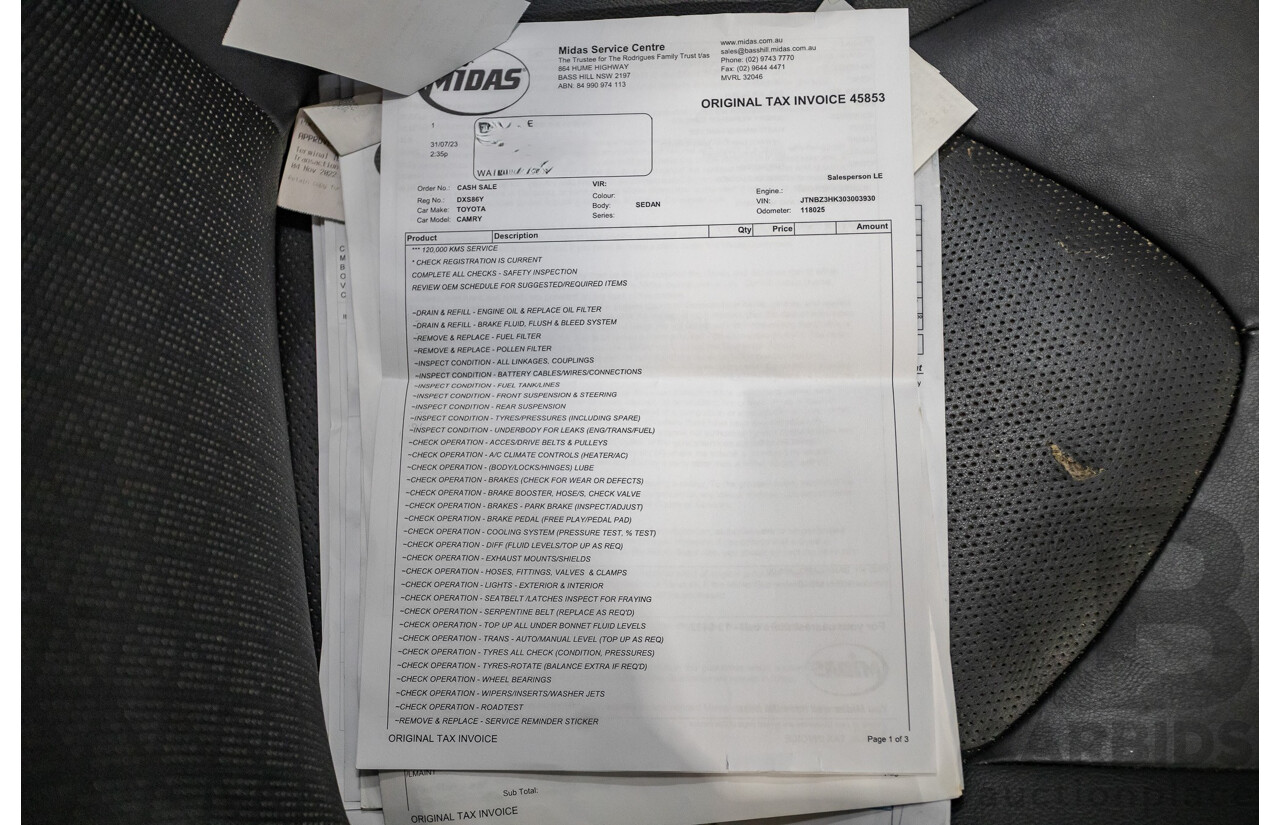 MIDAS
Midas Service Centre
The Trustee for The Rodrigues Family Trust t/as
864 HUME HIGHWAY
BASS HILL NSW 2197
ABN: 84 990 974 113
www.midas.com.au
sales@basshill.midas.com.au
Phone: (02) 9743 7770
Fax: (02) 9644 4471
MVRL 32046
ORIGINAL TAX INVOICE 45853
1
31/07/23
2:35p
Salesperson LE
Order No.: CASH SALE
Reg No.: DXS86Y
Car Make: TOYOTA
Car Model: CAMRY
VIR:
Colour:
Body: SEDAN
Series:
Engine.:
VIN: JTNBZ3HK303003930
Odometer: 118025
Product Description Qty Price Amount
*** 120,000 KMS SERVICE
* CHECK REGISTRATION IS CURRENT
COMPLETE ALL CHECKS - SAFETY INSPECTION
REVIEW OEM SCHEDULE FOR SUGGESTED/REQUIRED ITEMS
~DRAIN & REFILL - ENGINE OIL & REPLACE OIL FILTER
~DRAIN & REFILL - BRAKE FLUID, FLUSH & BLEED SYSTEM
~REMOVE & REPLACE - FUEL FILTER
~REMOVE & REPLACE - POLLEN FILTER
~INSPECT CONDITION - ALL LINKAGES, COUPLINGS
~INSPECT CONDITION - BATTERY CABLES/WIRES/CONNECTIONS
~INSPECT CONDITION - FUEL TANK/LINES
~INSPECT CONDITION - FRONT SUSPENSION & STEERING
~INSPECT CONDITION - REAR SUSPENSION
~INSPECT CONDITION - TYRES/PRESSURES (INCLUDING SPARE)
~INSPECT CONDITION - UNDERBODY FOR LEAKS (ENG/TRANS/FUEL)
~CHECK OPERATION - ACCES/DRIVE BELTS & PULLEYS
~CHECK OPERATION - A/C CLIMATE CONTROLS (HEATER/AC)
~CHECK OPERATION - (BODY/LOCKS/HINGES) LUBE
~CHECK OPERATION - BRAKES (CHECK FOR WEAR OR DEFECTS)
~CHECK OPERATION - BRAKE BOOSTER, HOSE/S, CHECK VALVE
~CHECK OPERATION - BRAKES - PARK BRAKE (INSPECT/ADJUST)
~CHECK OPERATION - BRAKE PEDAL (FREE PLAY/PEDAL PAD)
~CHECK OPERATION - COOLING SYSTEM (PRESSURE TEST, % TEST)
~CHECK OPERATION - DIFF (FLUID LEVELS/TOP UP AS REQ)
~CHECK OPERATION - EXHAUST MOUNTS/SHIELDS
~CHECK OPERATION - HOSES, FITTINGS, VALVES & CLAMPS
~CHECK OPERATION - LIGHTS - EXTERIOR & INTERIOR
~CHECK OPERATION - SEATBELT /LATCHES INSPECT FOR FRAYING
~CHECK OPERATION - SERPENTINE BELT (REPLACE AS REQ'D)
~CHECK OPERATION - TOP UP ALL UNDER BONNET FLUID LEVELS
~CHECK OPERATION - TRANS - AUTO/MANUAL LEVEL (TOP UP AS REQ)
~CHECK OPERATION - TYRES ALL CHECK (CONDITION, PRESSURES)
~CHECK OPERATION - TYRES-ROTATE (BALANCE EXTRA IF REQ'D)
~CHECK OPERATION - WHEEL BEARINGS
~CHECK OPERATION - WIPERS/INSERTS/WASHER JETS
~CHECK OPERATION - ROADTEST
~REMOVE & REPLACE - SERVICE REMINDER STICKER
ORIGINAL TAX INVOICE
Page 1 of 3
Sub Total:
ORIGINAL TAX INVOICE
Terminal
Transaction
04 Nov 2022